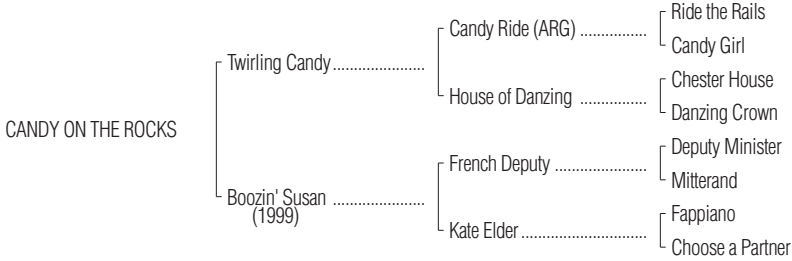 Ride the Rails
Candy Ride (ARG) ................
Candy Girl
Twirling Candy ......................
Chester House
House of Danzing ................
Danzing Crown
CANDY ON THE ROCKS
Deputy Minister
French Deputy ......................
Mitterand
Boozin' Susan ......................
(1999)
Fappiano
Kate Elder ..............................
Choose a Partner